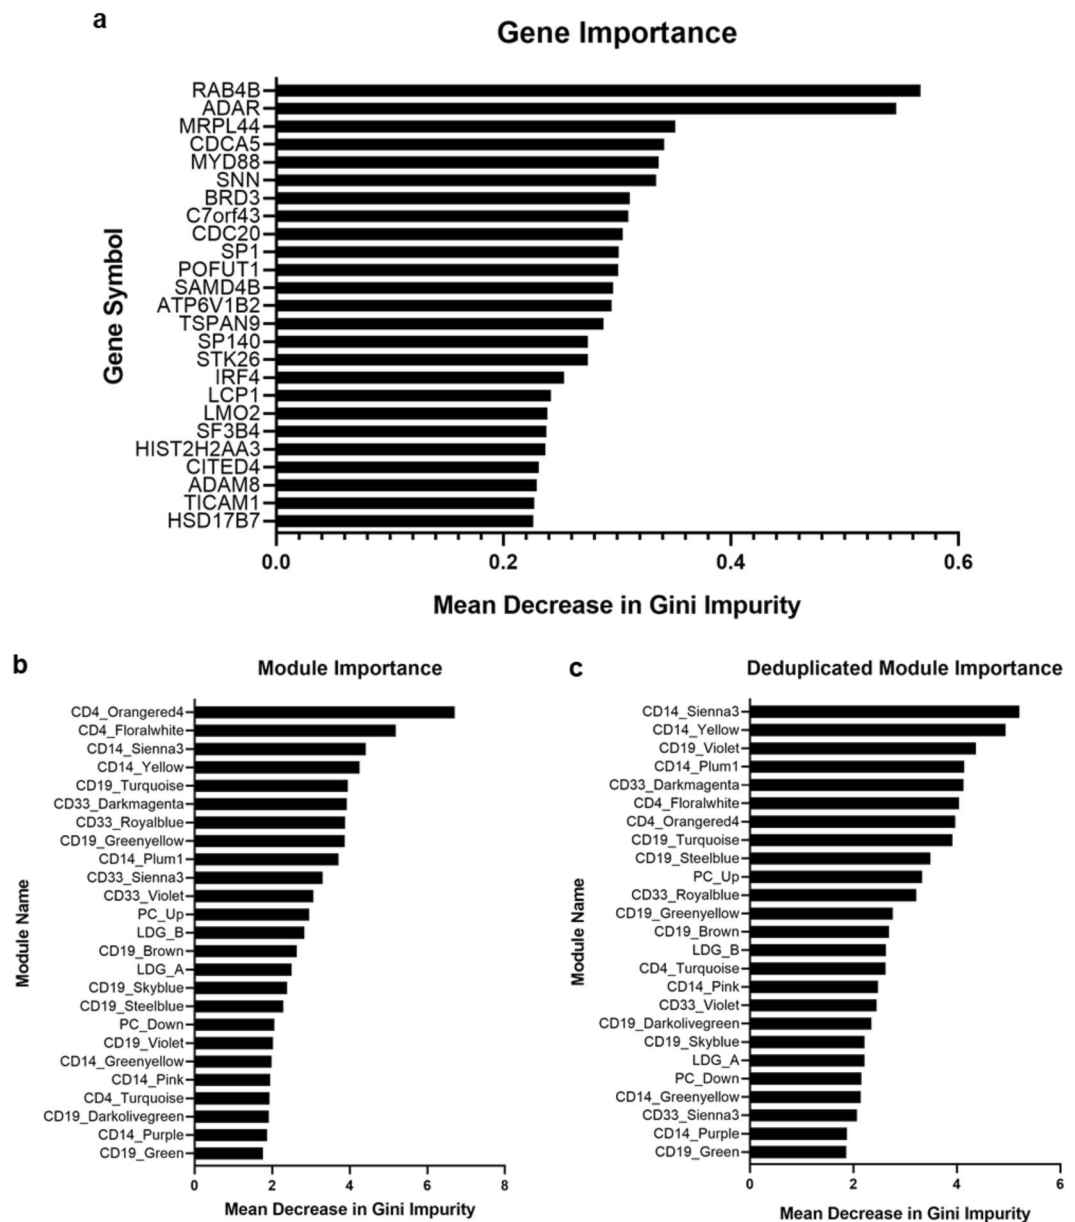 a
Gene Importance
Gene Symbol
RAB4B
ADAR
MRPL44
CDCA5
MYD88
SNN
BRD3
C7orf43
CDC20
SP1
POFUT1
SAMD4B
ATP6V1B2
TSPAN9
SP140
STK26
IRF4
LCP1
LMO2
SF3B4
HIST2H2AA3
CITED4
ADAM8
TICAM1
HSD17B7
0.0 0.2 0.4 0.6
Mean Decrease in Gini Impurity
b
Module Importance
Module Name
CD4_Orangered4
CD4_Floralwhite
CD14_Sienna3
CD14_Yellow
CD19_Turquoise
CD33_Darkmagenta
CD33_Royalblue
CD19_Greenyellow
CD14_Plum1
CD33_Sienna3
CD33_Violet
PC_Up
LDG_B
CD19_Brown
LDG_A
CD19_Skyblue
CD19_Steelblue
PC_Down
CD19_Violet
CD14_Greenyellow
CD14_Pink
CD4_Turquoise
CD19_Darkolivegreen
CD14_Purple
CD19_Green
0 2 4 6 8
Mean Decrease in Gini Impurity
c
Deduplicated Module Importance
Module Name
CD14_Sienna3
CD14_Yellow
CD19_Violet
CD14_Plum1
CD33_Darkmagenta
CD4_Floralwhite
CD4_Orangered4
CD19_Turquoise
CD19_Steelblue
PC_Up
CD33_Royalblue
CD19_Greenyellow
CD19_Brown
LDG_B
CD4_Turquoise
CD14_Pink
CD33_Violet
CD19_Darkolivegreen
CD19_Skyblue
LDG_A
PC_Down
CD14_Greenyellow
CD33_Sienna3
CD14_Purple
CD19_Green
0 2 4 6
Mean Decrease in Gini Impurity